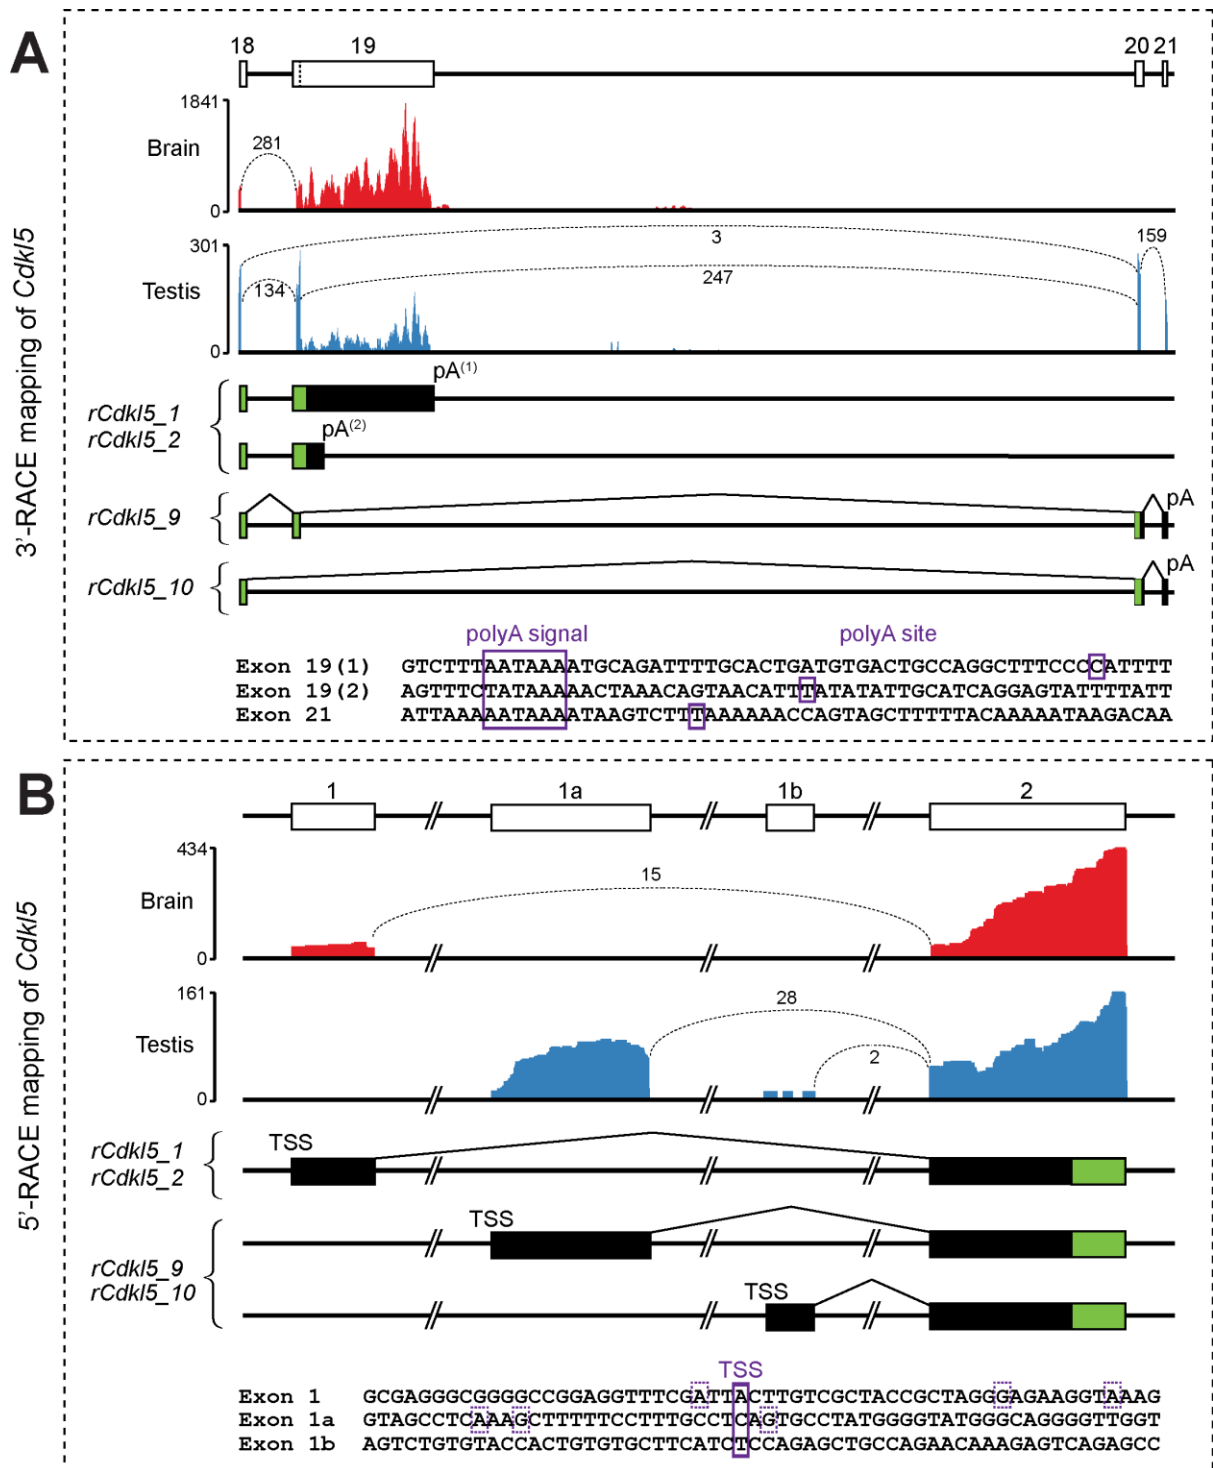 A
3'-RACE mapping of Cdkl5
18 19 20 21
1841
Brain
281
0
301
3
159
Testis
134
247
0
pA(1)
rCdkl5_1
rCdkl5_2
pA(2)
rCdkl5_9
pA
rCdkl5_10
pA
polyA signal polyA site
Exon 19(1) GTCTTTAATAAAATGCAGATTTTGCACTGATGTGACTGCCAGGCTTTCCCCATTTT
Exon 19(2) AGTTTCTATAAAAACTAAACAGTAACATTTATATATTGCATCAGGAGTATTTTATT
Exon 21 ATTAAAAATAAAATAAGTCTTTAAAAAACCAGTAGCTTTTTACAAAAATAAGACAA
B
5'-RACE mapping of Cdkl5
1 1a 1b 2
434
15
Brain
0
161
28
Testis
2
0
TSS
rCdkl5_1
rCdkl5_2
TSS
rCdkl5_9
rCdkl5_10
TSS
TSS
Exon 1 GCGAGGGCGGGGCCGGAGGTTTCGATTACTTGTCGCTACCGCTAGGGAGAAGGTAAAG
Exon 1a GTAGCCTCAAAGCTTTTTCCTTTGCCTCAGTGCCTATGGGGTATGGGCAGGGGTTGGT
Exon 1b AGTCTGTGTACCACTGTGTGCTTCATCTCCAGAGCTGCCAGAACAAAGAGTCAGAGCC